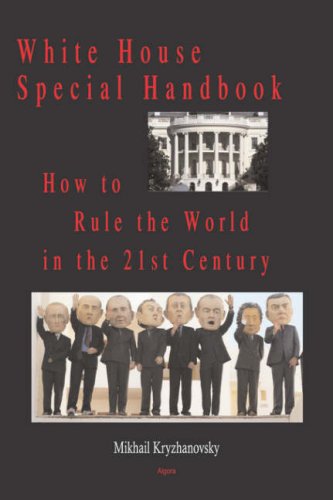 White House
Special Handbook
How to
Rule the World
in the 21st Century
Mikhail Kryzhanovsky
Algora